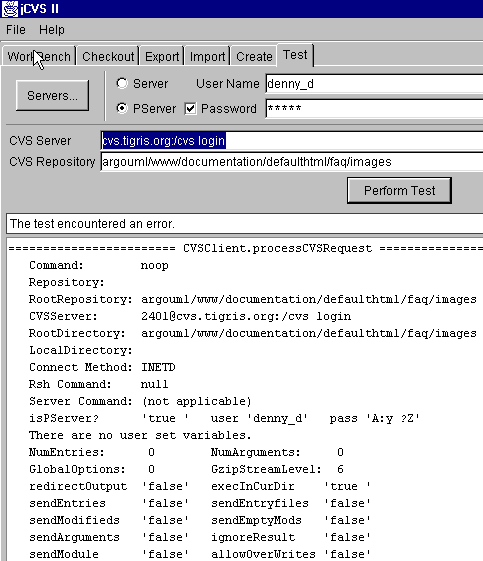 jCVS II
File Help
WorkBench Checkout Export Import Create Test
Servers... Server User Name denny_d
PServer Password *****
CVS Server cvs.tigris.org:/cvs login
CVS Repository argouml/www/documentation/defaulthtml/faq/images
Perform Test
The test encountered an error.
======================== CVSClient.processCVSRequest ===============
Command: noop
Repository:
RootRepository: argouml/www/documentation/defaulthtml/faq/images
CVSServer: 2401@cvs.tigris.org:/cvs login
RootDirectory: argouml/www/documentation/defaulthtml/faq/images
LocalDirectory:
Connect Method: INETD
Rsh Command: null
Server Command: (not applicable)
isPServer? 'true ' user 'denny_d' pass 'A:y ?Z'
There are no user set variables.
NumEntries: 0 NumArguments: 0
GlobalOptions: 0 GzipStreamLevel: 6
redirectOutput 'false' execInCurDir 'true '
sendEntries 'false' sendEntryfiles 'false'
sendModifieds 'false' sendEmptyMods 'false'
sendArguments 'false' ignoreResult 'false'
sendModule 'false' allowOverWrites 'false'